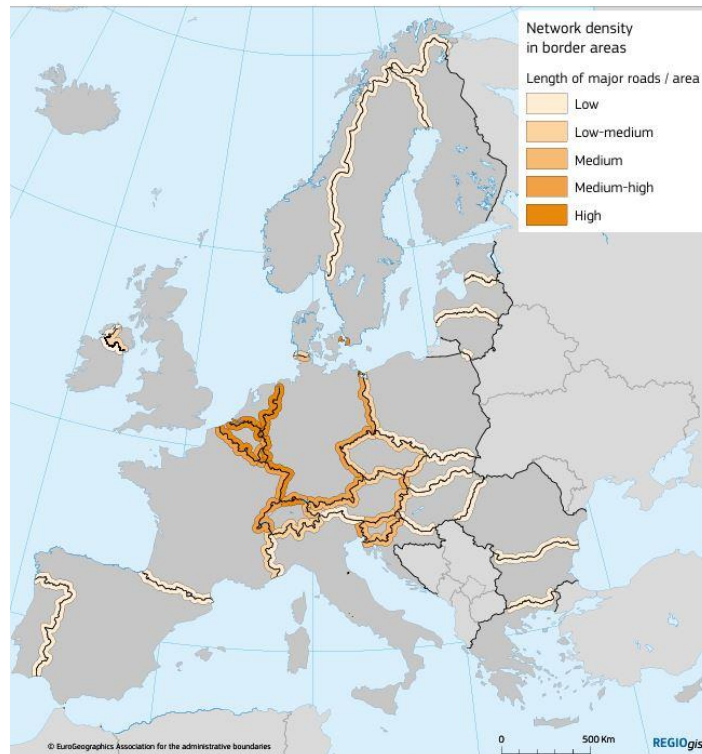 Network density
in border areas
Length of major roads / area
Low
Low-medium
Medium
Medium-high
High
© EuroGeographics Association for the administrative boundaries
0 500 Km
REGIOgis